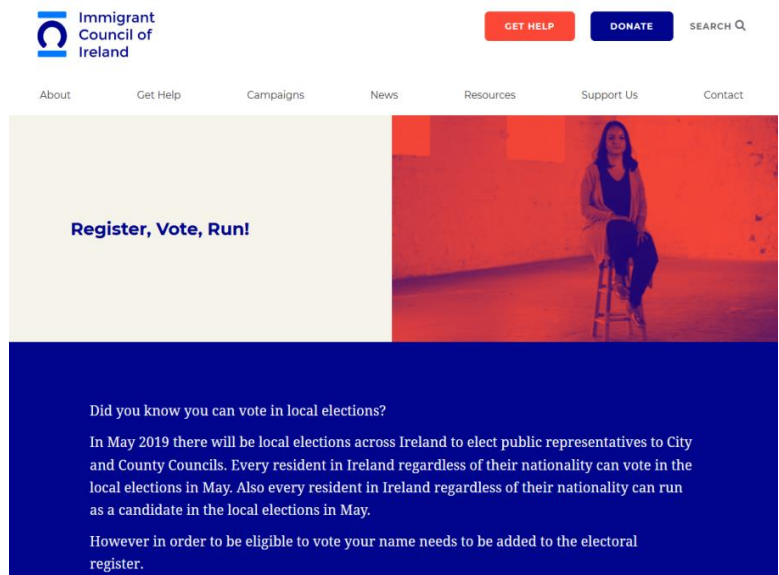 Immigrant
Council of
Ireland
GET HELP
DONATE
SEARCH
About
Get Help
Campaigns
News
Resources
Support Us
Contact
Register, Vote, Run!
Did you know you can vote in local elections?
In May 2019 there will be local elections across Ireland to elect public representatives to City
and County Councils. Every resident in Ireland regardless of their nationality can vote in the
local elections in May. Also every resident in Ireland regardless of their nationality can run
as a candidate in the local elections in May.
However in order to be eligible to vote your name needs to be added to the electoral
register.